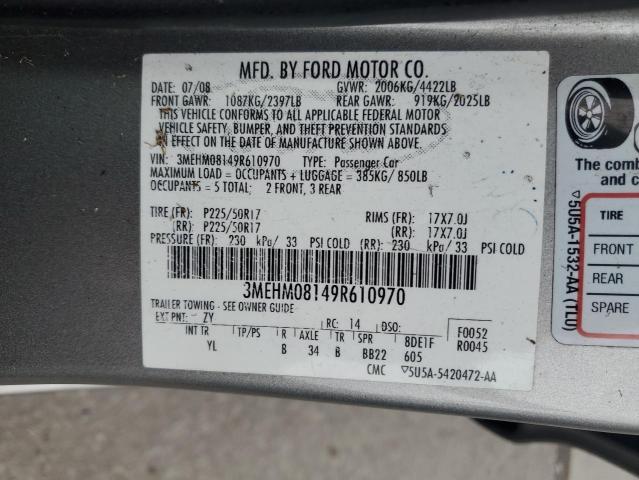 MFD. BY FORD MOTOR CO.
DATE: 07/08 GVWR: 2006KG/4422LB
FRONT GAWR: 1087KG/2397LB REAR GAWR: 919KG/2025LB
THIS VEHICLE CONFORMS TO ALL APPLICABLE FEDERAL MOTOR
VEHICLE SAFETY, BUMPER, AND THEFT PREVENTION STANDARDS
IN EFFECT ON THE DATE OF MANUFACTURE SHOWN ABOVE.
VIN: 3MEHM08149R610970 TYPE: Passenger Car
MAXIMUM LOAD = OCCUPANTS + LUGGAGE = 385KG/850LB
OCCUPANTS = 5 TOTAL: 2 FRONT, 3 REAR
TIRE (FR): P225/50R17 RIMS (FR): 17X7.0J
(RR): P225/50R17 (RR): 17X7.0J
PRESSURE (FR): 230 kPa/ 33 PSI COLD (RR): 230 kPa/ 33 PSI COLD
3MEHM08149R610970
TRAILER TOWING - SEE OWNER GUIDE
EXT PNT: ZY RC: 14 DSO: F0052
INT TR TP/PS R AXLE TR SPR 8DE1F R0045
YL B 34 B BB22 605
CMC ▽5U5A-5420472-AA
▽5U5A-1532-AA (TLU)
The comb
and c
TIRE
FRONT
REAR
SPARE